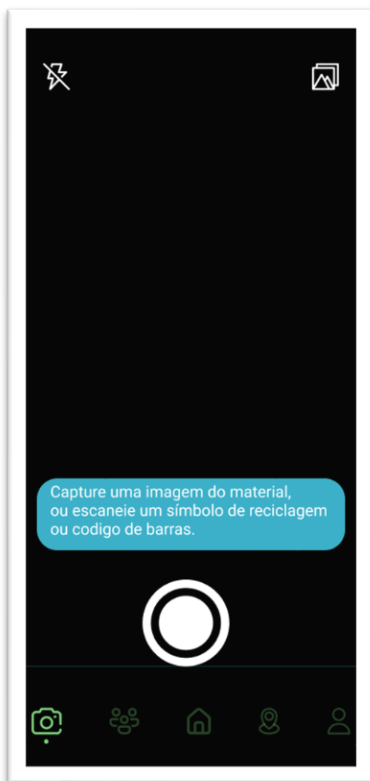 Capture uma imagem do material,
ou escaneie um símbolo de reciclagem
ou codigo de barras.